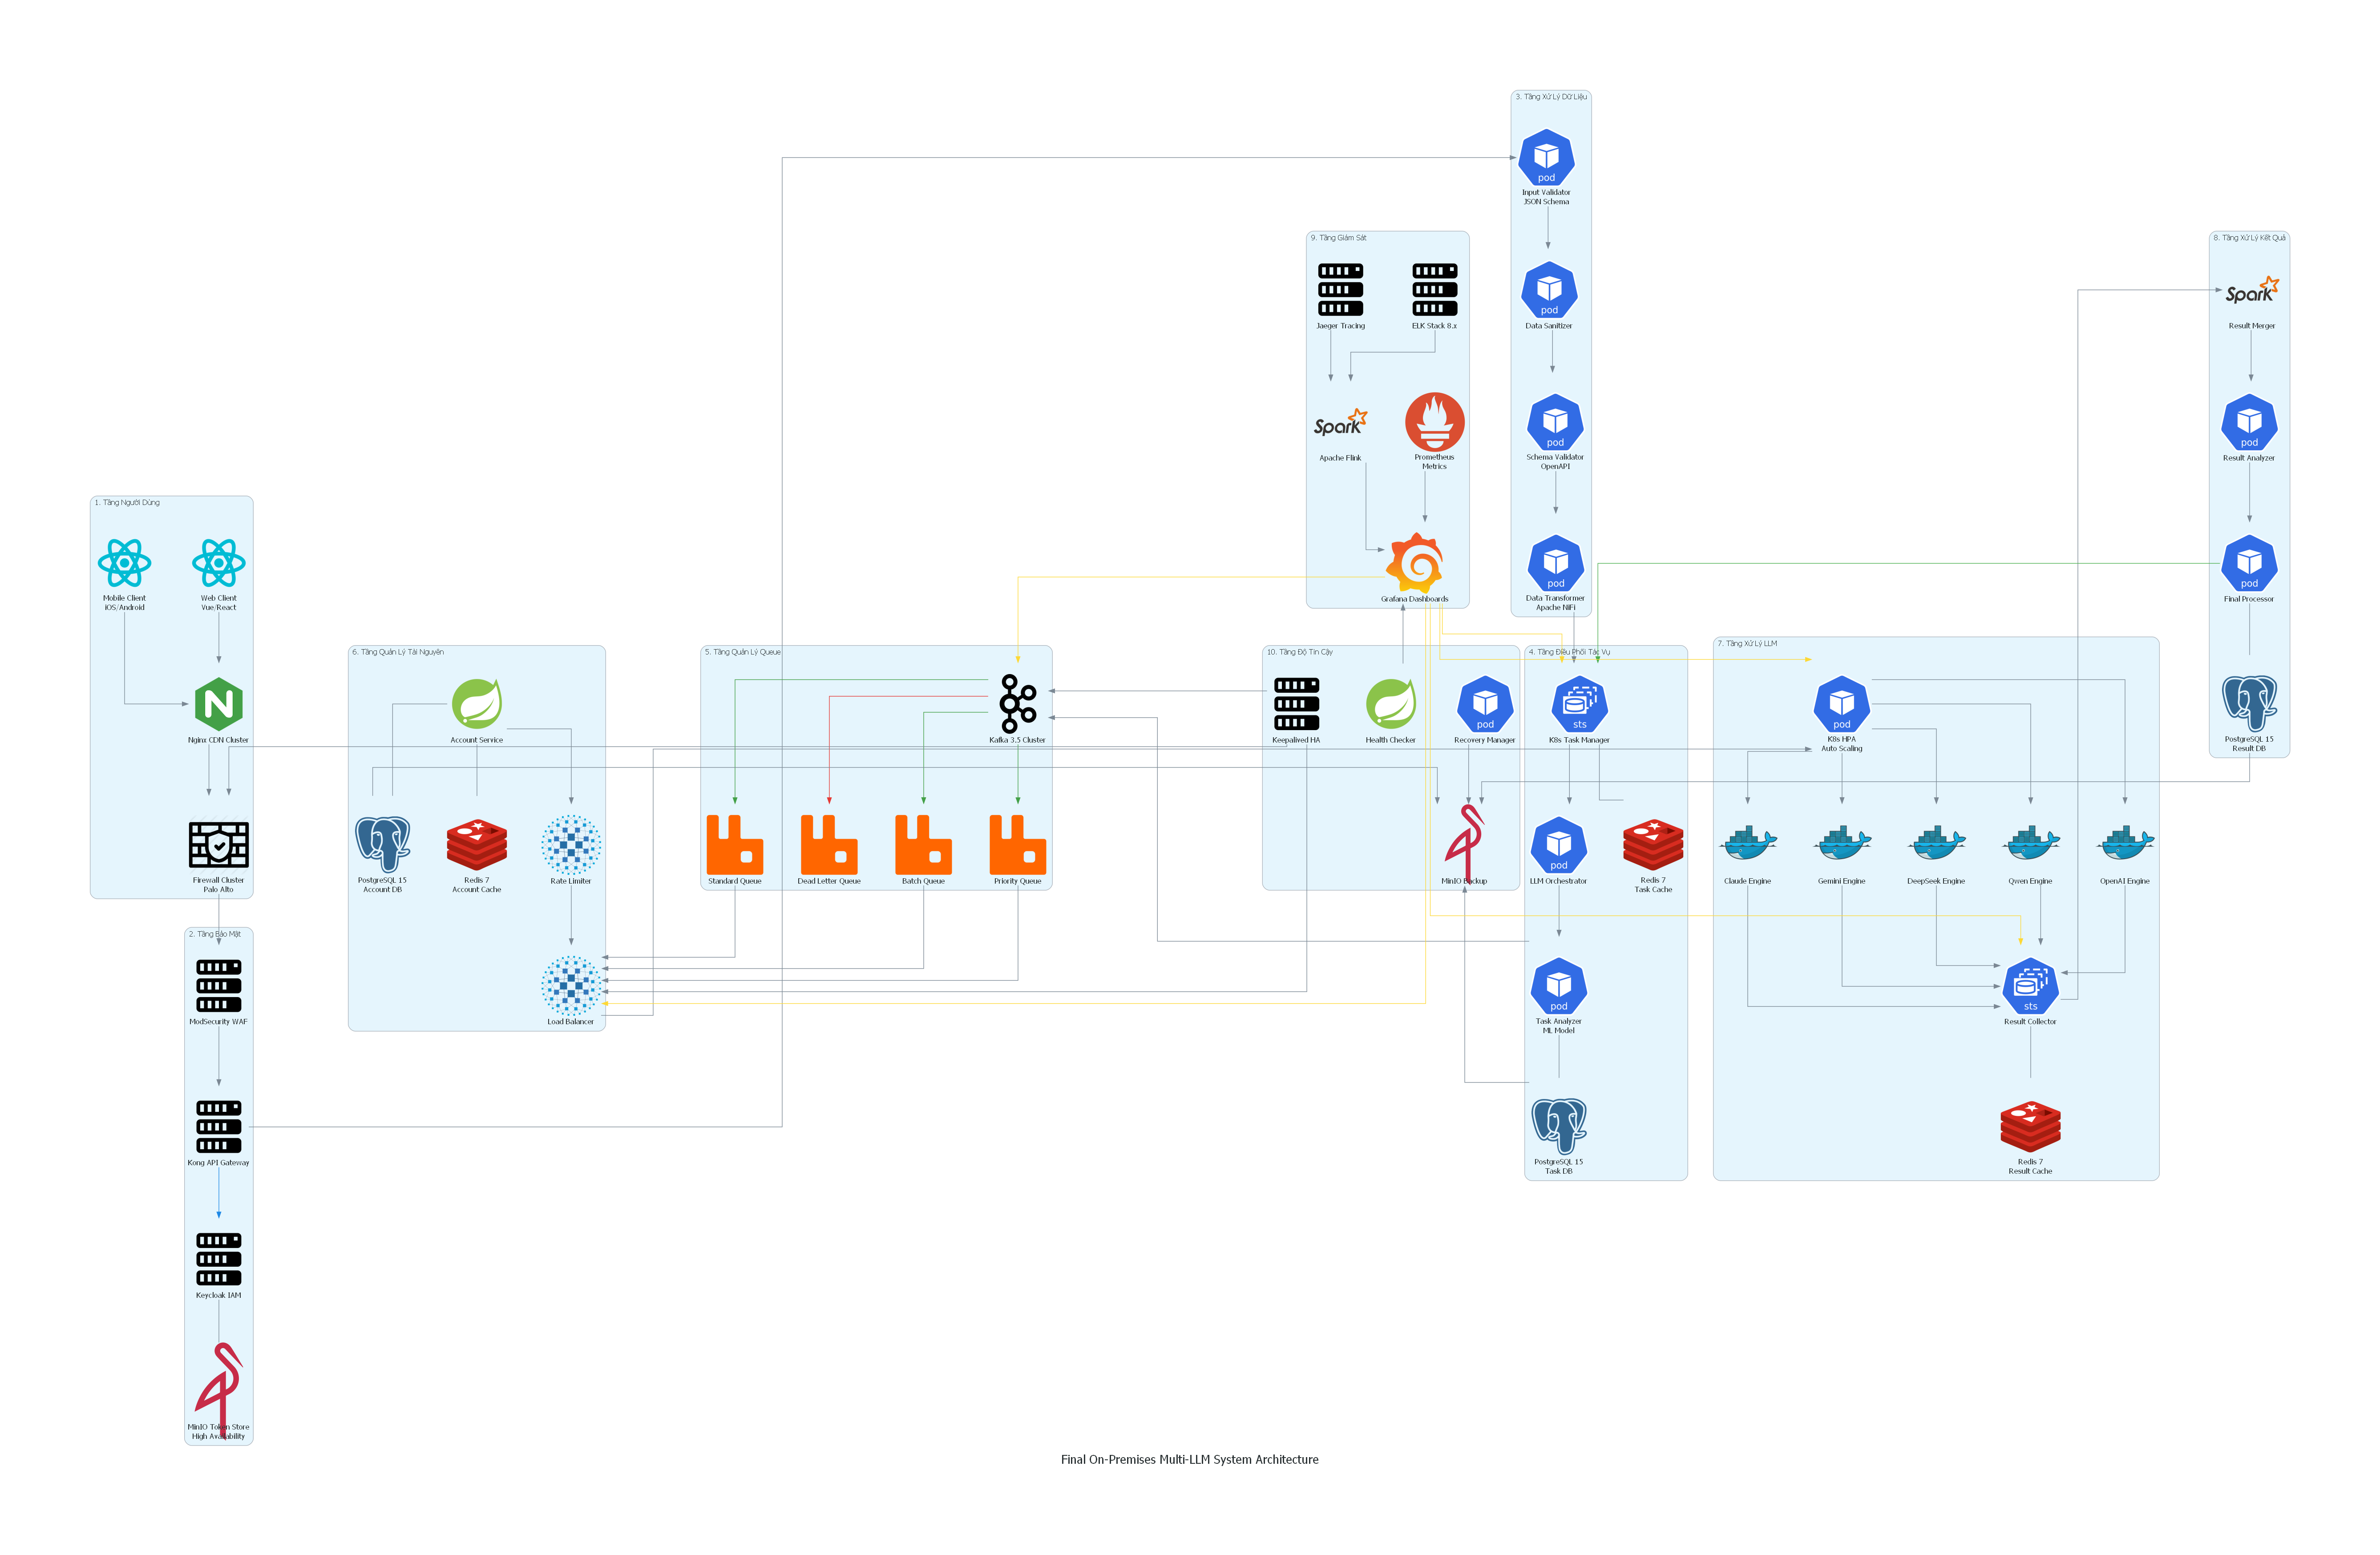 3. Tầng Xử Lý Dữ Liệu
pod
Input Validator
JSON Schema
pod
Data Sanitizer
pod
Schema Validator
OpenAPI
pod
Data Transformer
Apache NiFi
9. Tầng Giám Sát
Jaeger Tracing
ELK Stack 8.x
Spark
Apache Flink
Prometheus
Metrics
Grafana Dashboards
8. Tầng Xử Lý Kết Quả
Spark
Result Merger
pod
Result Analyzer
pod
Final Processor
PostgreSQL 15
Result DB
1. Tầng Người Dùng
Mobile Client
iOS/Android
Web Client
Vue/React
Nginx CDN Cluster
Firewall Cluster
Palo Alto
2. Tầng Bảo Mật
ModSecurity WAF
Kong API Gateway
Keycloak IAM
MinIO Token Store
High Availability
6. Tầng Quản Lý Tài Nguyên
Account Service
PostgreSQL 15
Account DB
Redis 7
Account Cache
Rate Limiter
Load Balancer
5. Tầng Quản Lý Queue
Kafka 3.5 Cluster
Standard Queue
Dead Letter Queue
Batch Queue
Priority Queue
10. Tầng Độ Tin Cậy
Keepalived HA
Health Checker
pod
Recovery Manager
MinIO Backup
4. Tầng Điều Phối Tác Vụ
sts
K8s Task Manager
pod
LLM Orchestrator
Redis 7
Task Cache
pod
Task Analyzer
ML Model
PostgreSQL 15
Task DB
7. Tầng Xử Lý LLM
pod
K8s HPA
Auto Scaling
Claude Engine
Gemini Engine
DeepSeek Engine
Qwen Engine
OpenAI Engine
sts
Result Collector
Redis 7
Result Cache
Final On-Premises Multi-LLM System Architecture